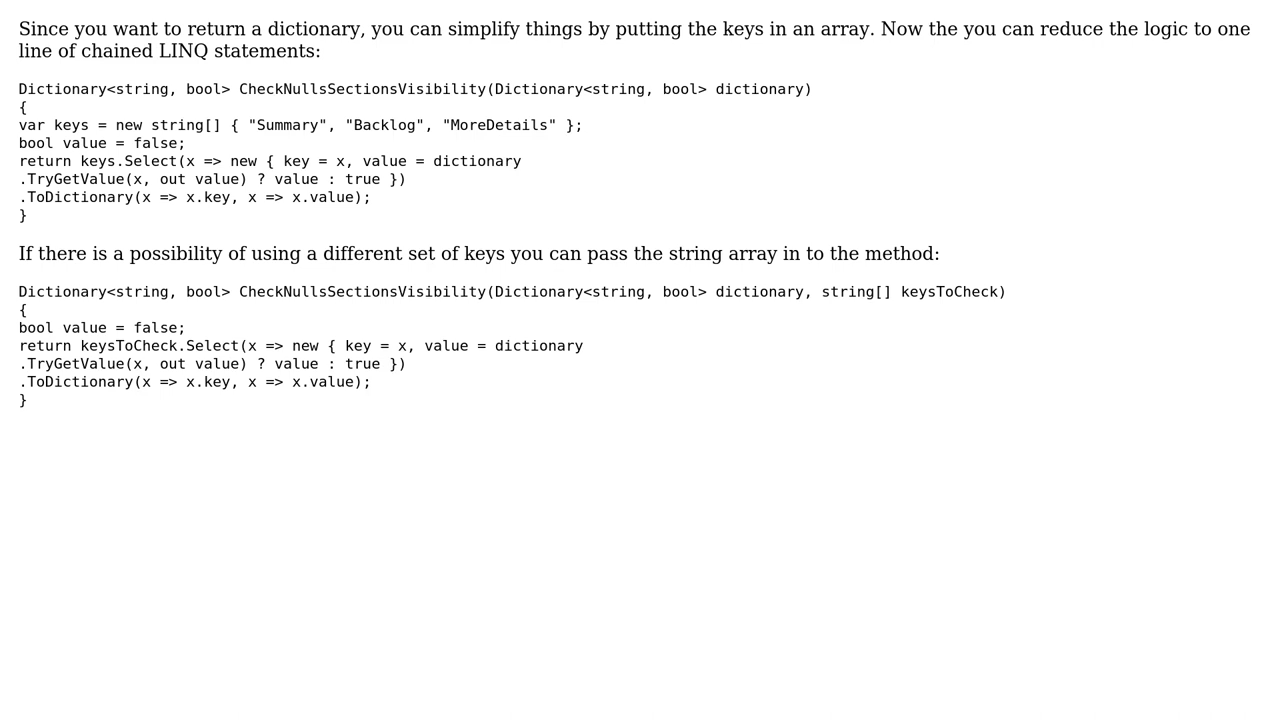 Since you want to return a dictionary, you can simplify things by putting the keys in an array. Now the you can reduce the logic to one
line of chained LINQ statements:
Dictionary<string, bool> CheckNullsSectionsVisibility(Dictionary<string, bool> dictionary)
{
var keys = new string[] { "Summary", "Backlog", "MoreDetails" };
bool value = false;
return keys.Select(x => new { key = x, value = dictionary
.TryGetValue(x, out value) ? value : true })
.ToDictionary(x => x.key, x => x.value);
}
If there is a possibility of using a different set of keys you can pass the string array in to the method:
Dictionary<string, bool> CheckNullsSectionsVisibility(Dictionary<string, bool> dictionary, string[] keysToCheck)
{
bool value = false;
return keysToCheck.Select(x => new { key = x, value = dictionary
.TryGetValue(x, out value) ? value : true })
.ToDictionary(x => x.key, x => x.value);
}